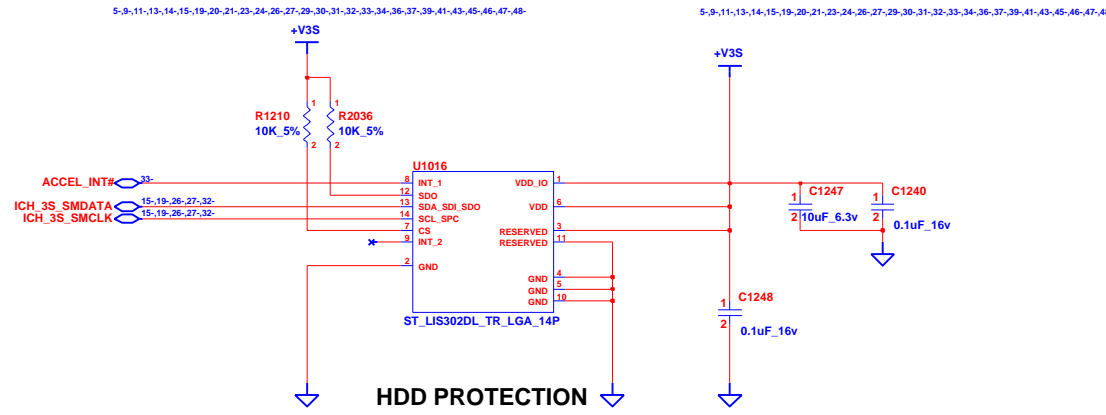 5-,9-,11-,13-,14-,15-,19-,20-,21-,23-,24-,26-,27-,29-,30-,31-,32-,33-,34-,36-,37-,39-,41-,43-,45-,46-,47-,48-
5-,9-,11-,13-,14-,15-,19-,20-,21-,23-,24-,26-,27-,29-,30-,31-,32-,33-,34-,36-,37-,39-,41-,43-,45-,46-,47-,48
+V3S
+V3S
1 1
R1210 R2036
10K_5% 10K_5%
2 2
U1016
ACCEL_INT# 33- 8 INT_1 VDD_IO 1
12 SDO
ICH_3S_SMDATA 15-,19-,26-,27-,32- 13 SDA_SDI_SDO VDD 6
ICH_3S_SMCLK 15-,19-,26-,27-,32- 14 SCL_SPC
7 CS RESERVED 3
9 INT_2 RESERVED 11
2 GND
GND 4
GND 5
GND 10
ST_LIS302DL_TR_LGA_14P
C1247
1
2 10uF_6.3v
C1240
1
2
0.1uF_16v
C1248
1
2
0.1uF_16v
HDD PROTECTION